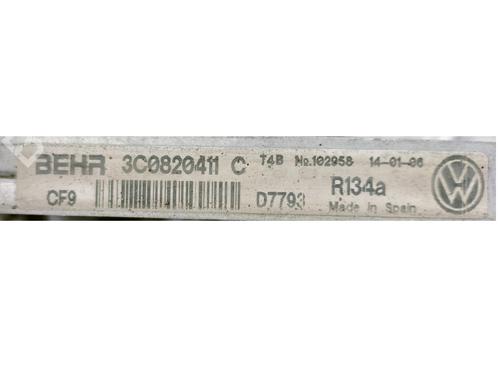 BEHR 3C0820411 C T4B No.102958 14-01-06
CF9 D7793 R134a
Made in Spain